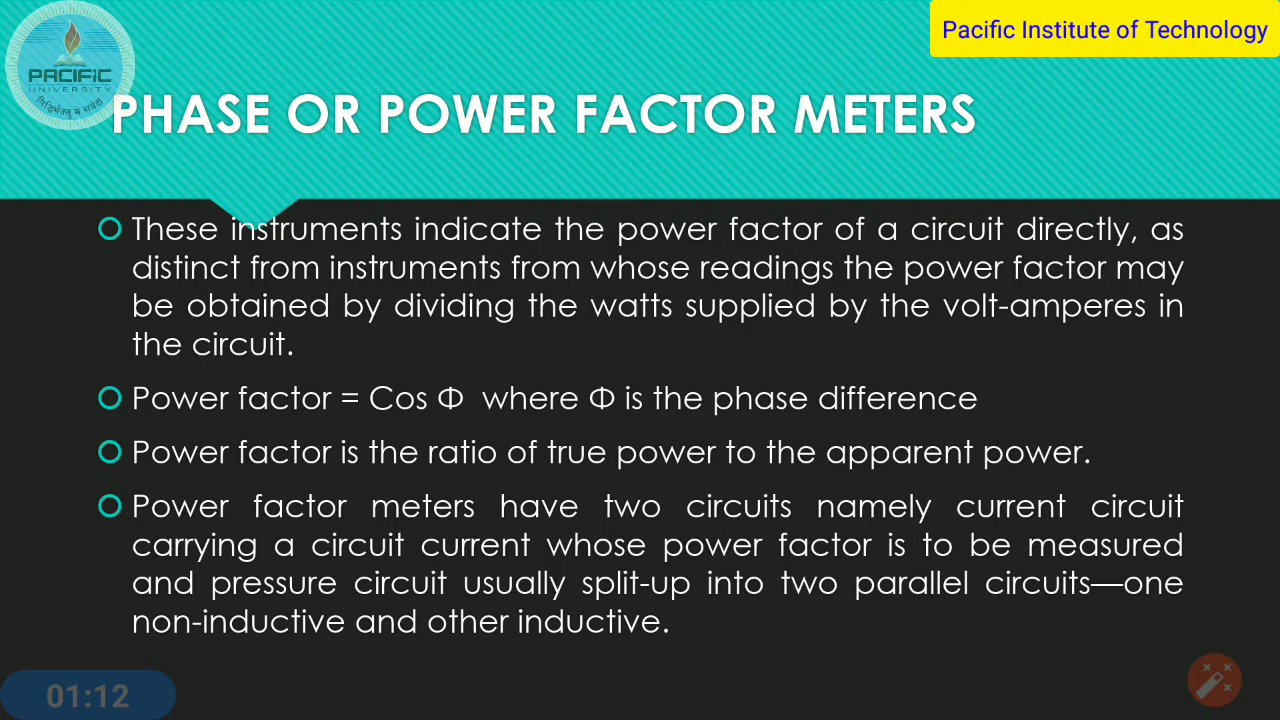 Pacific Institute of Technology
PACIFIC
UNIVERSITY
PHASE OR POWER FACTOR METERS
These instruments indicate the power factor of a circuit directly, as
distinct from instruments from whose readings the power factor may
be obtained by dividing the watts supplied by the volt-amperes in
the circuit.
Power factor = Cos Φ where Φ is the phase difference
Power factor is the ratio of true power to the apparent power.
Power factor meters have two circuits namely current circuit
carrying a circuit current whose power factor is to be measured
and pressure circuit usually split-up into two parallel circuits—one
non-inductive and other inductive.
01:12